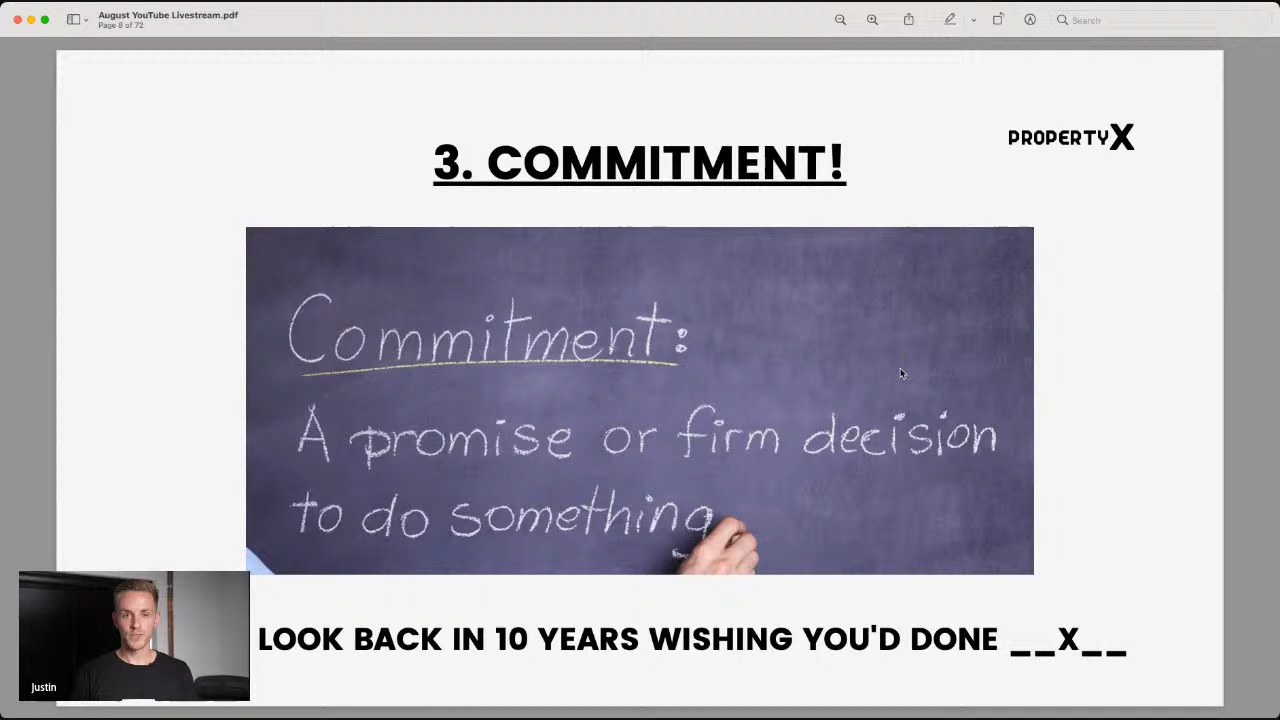 August YouTube Livestream.pdf
Page 8 of 72
Search
PROPERTYX
3. COMMITMENT!
Commitment:
A promise or firm decision
to do something
LOOK BACK IN 10 YEARS WISHING YOU'D DONE __X__
Justin